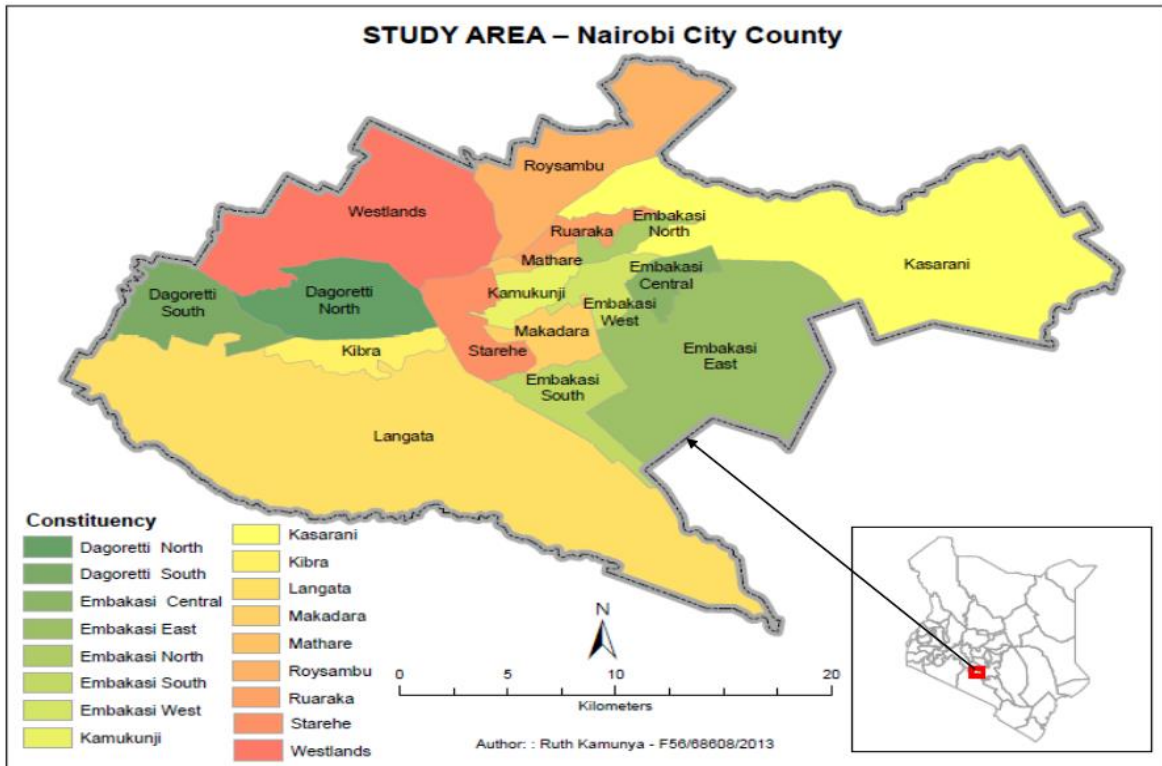 STUDY AREA – Nairobi City County
Roysambu
Westlands
Embakasi
North
Ruaraka
Mathare
Kasarani
Embakasi
Central
Dagoretti
South
Dagoretti
North
Kamukunji
Embakasi
West
Makadara
Kibra
Starehe
Embakasi
East
Embakasi
South
Langata
Constituency
Dagoretti North
Dagoretti South
Embakasi Central
Embakasi East
Embakasi North
Embakasi South
Embakasi West
Kamukunji
Kasarani
Kibra
Langata
Makadara
Mathare
Roysambu
Ruaraka
Starehe
Westlands
N
0 5 10 20
Kilometers
Author: : Ruth Kamunya - F56/68608/2013